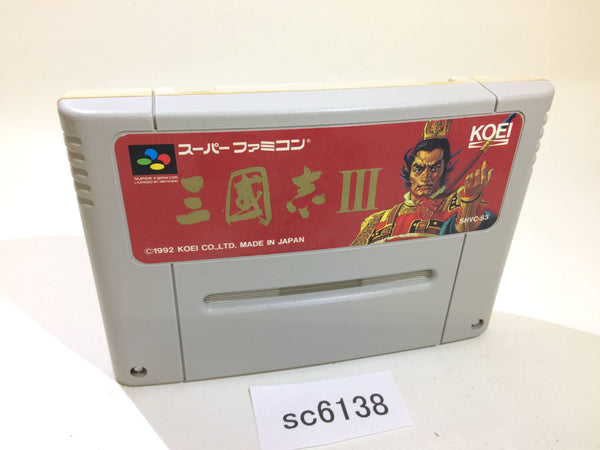 スーパーファミコン®
KOEI
SUPER Famicom
LICENSED BY NINTENDO
三國志III
SHVC-S3
©1992 KOEI CO.,LTD. MADE IN JAPAN
sc6138